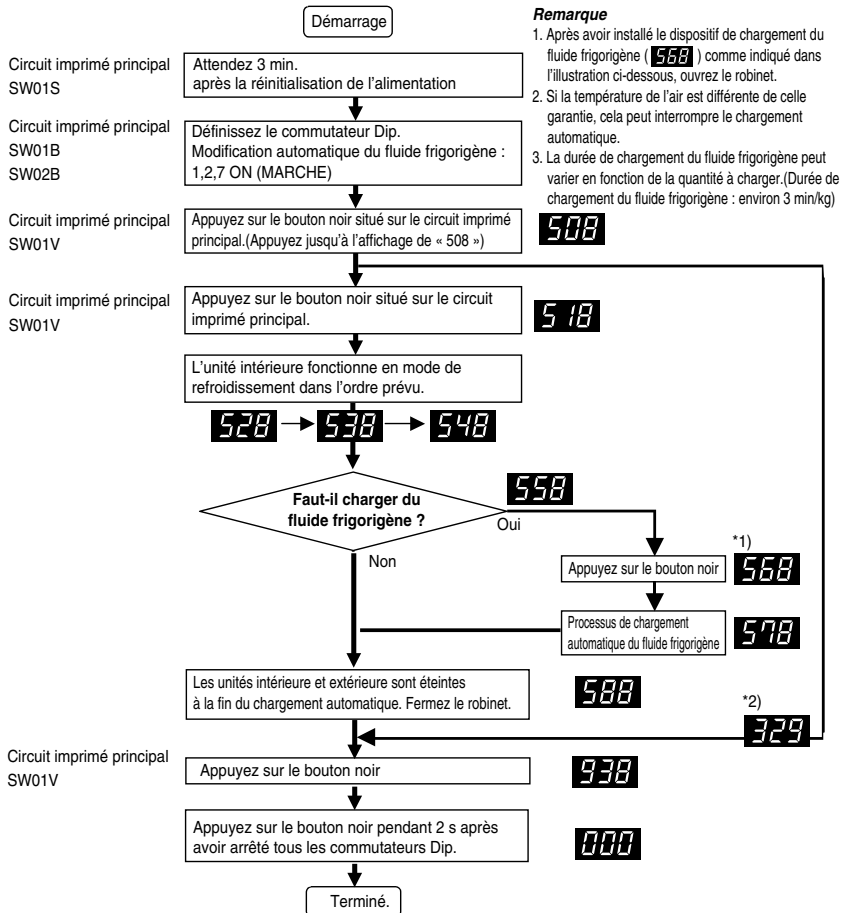 Démarrage
Remarque
1. Après avoir installé le dispositif de chargement du
fluide frigorigène ( 568 ) comme indiqué dans
l'illustration ci-dessous, ouvrez le robinet.
2. Si la température de l'air est différente de celle
garantie, cela peut interrompre le chargement
automatique.
3. La durée de chargement du fluide frigorigène peut
varier en fonction de la quantité à charger.(Durée de
chargement du fluide frigorigène : environ 3 min/kg)
Circuit imprimé principal
SW01S
Attendez 3 min.
après la réinitialisation de l'alimentation
Circuit imprimé principal
SW01B
SW02B
Définissez le commutateur Dip.
Modification automatique du fluide frigorigène :
1,2,7 ON (MARCHE)
Circuit imprimé principal
SW01V
Appuyez sur le bouton noir situé sur le circuit imprimé
principal.(Appuyez jusqu'à l'affichage de « 508 »)
508
Circuit imprimé principal
SW01V
Appuyez sur le bouton noir situé sur le circuit
imprimé principal.
518
L'unité intérieure fonctionne en mode de
refroidissement dans l'ordre prévu.
528 538 548
Faut-il charger du
fluide frigorigène ?
558
Oui
Non
*1)
Appuyez sur le bouton noir
568
Processus de chargement
automatique du fluide frigorigène
578
Les unités intérieure et extérieure sont éteintes
à la fin du chargement automatique. Fermez le robinet.
588
*2)
329
Circuit imprimé principal
SW01V
Appuyez sur le bouton noir
938
Appuyez sur le bouton noir pendant 2 s après
avoir arrêté tous les commutateurs Dip.
000
Terminé.